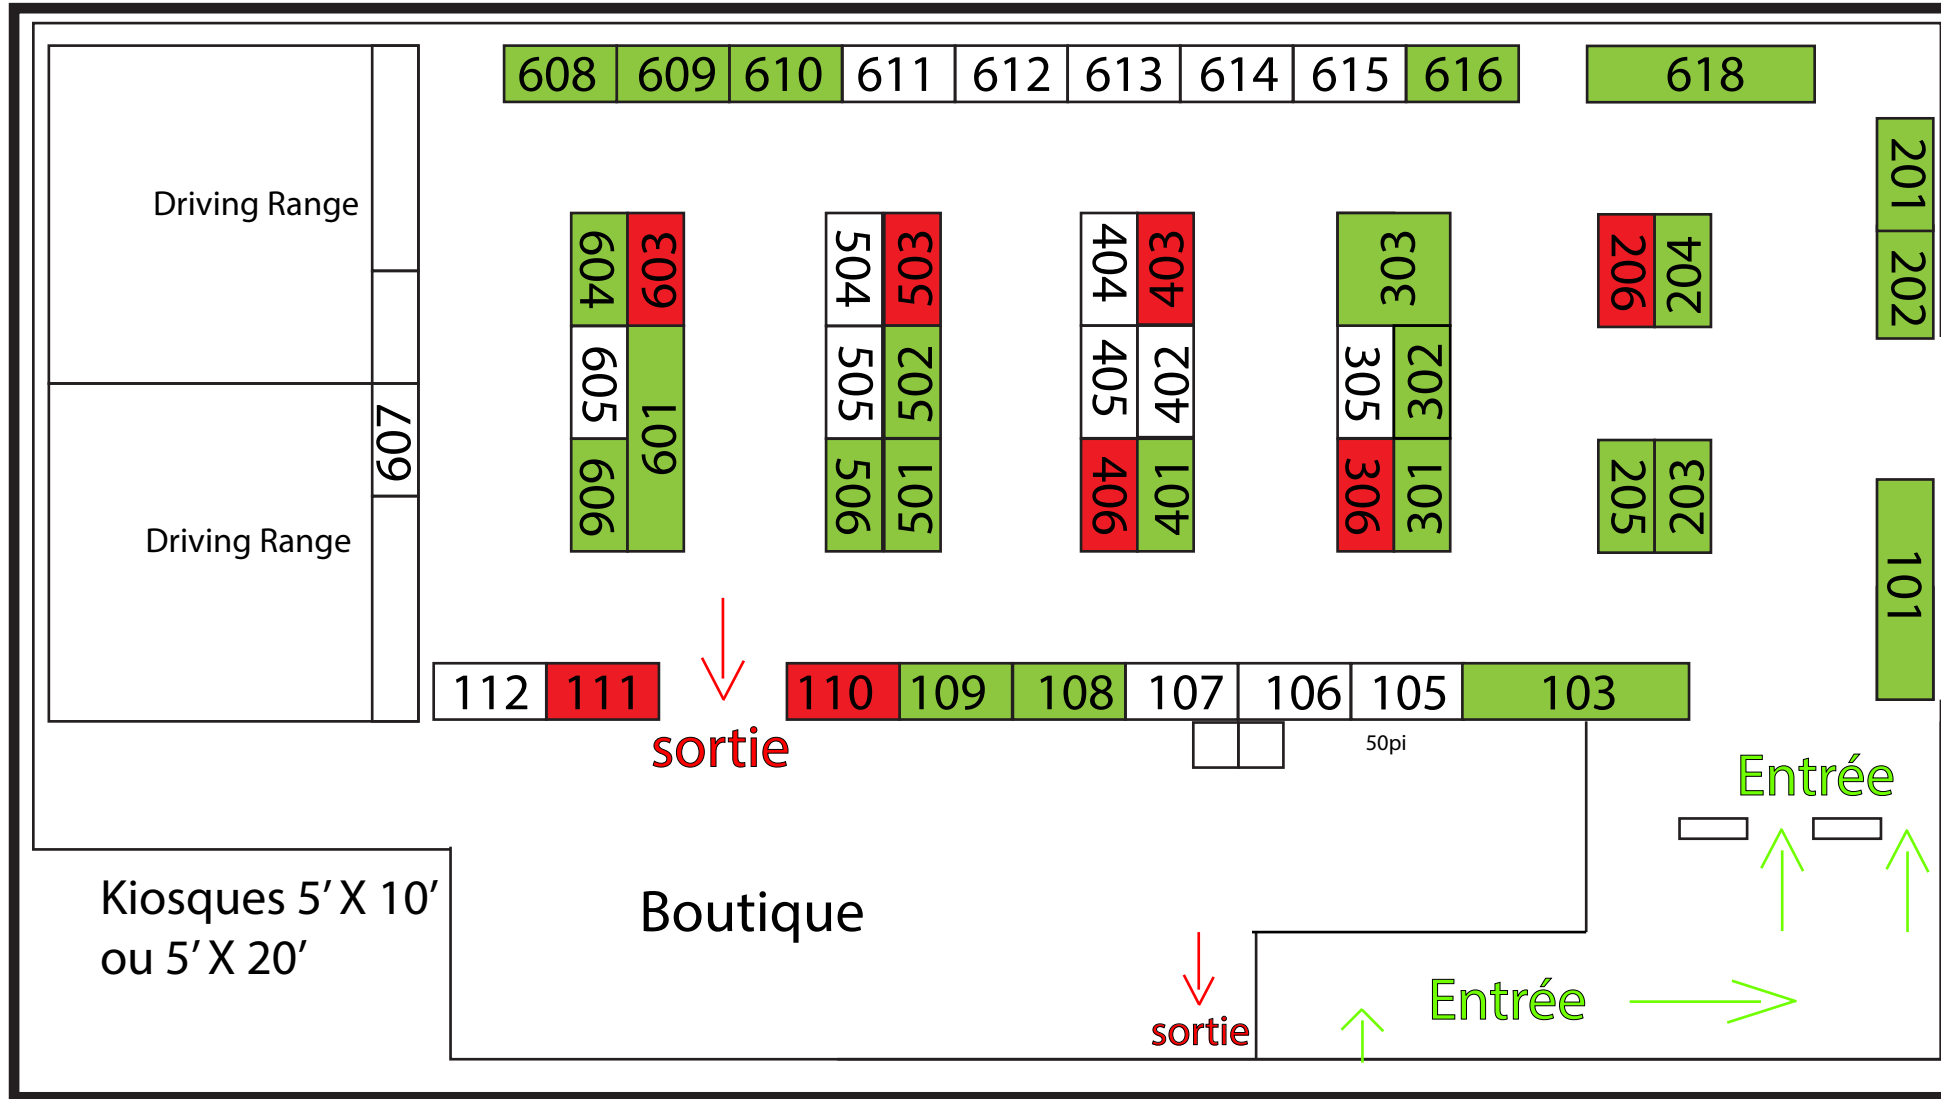 608 609 610 611 612 613 614 615 616 618
201
202
Driving Range
604 603 504 503 404 403 303 206 204
605 601 505 502 405 402 305 302
607
606 506 501 406 401 306 301 205 203
Driving Range
101
112 111 110 109 108 107 106 105 103
sortie
50pi
Entrée
Kiosques 5’ X 10’
ou 5’ X 20’
Boutique
Entrée
sortie